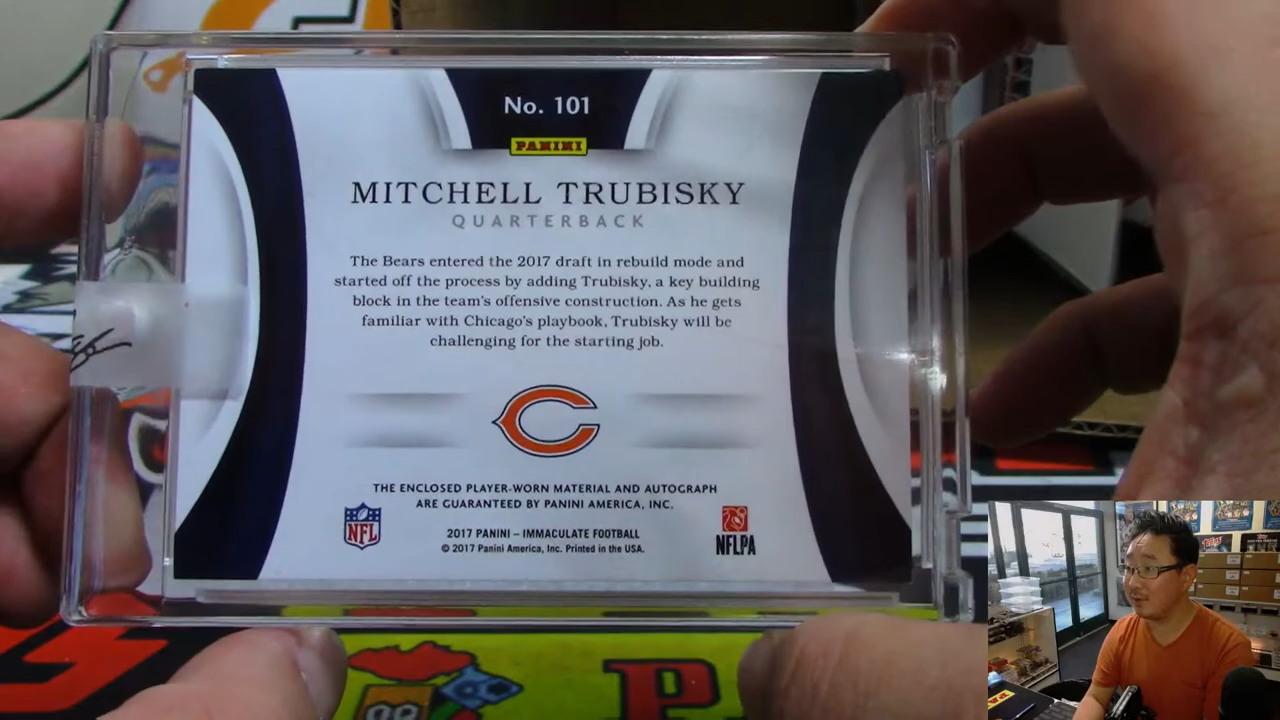 No. 101
PANINI
MITCHELL TRUBISKY
QUARTERBACK
The Bears entered the 2017 draft in rebuild mode and
started off the process by adding Trubisky, a key building
block in the team's offensive construction. As he gets
familiar with Chicago's playbook, Trubisky will be
challenging for the starting job.
THE ENCLOSED PLAYER-WORN MATERIAL AND AUTOGRAPH
ARE GUARANTEED BY PANINI AMERICA, INC.
NFL
2017 PANINI – IMMACULATE FOOTBALL
© 2017 Panini America, Inc. Printed in the USA.
NFLPA